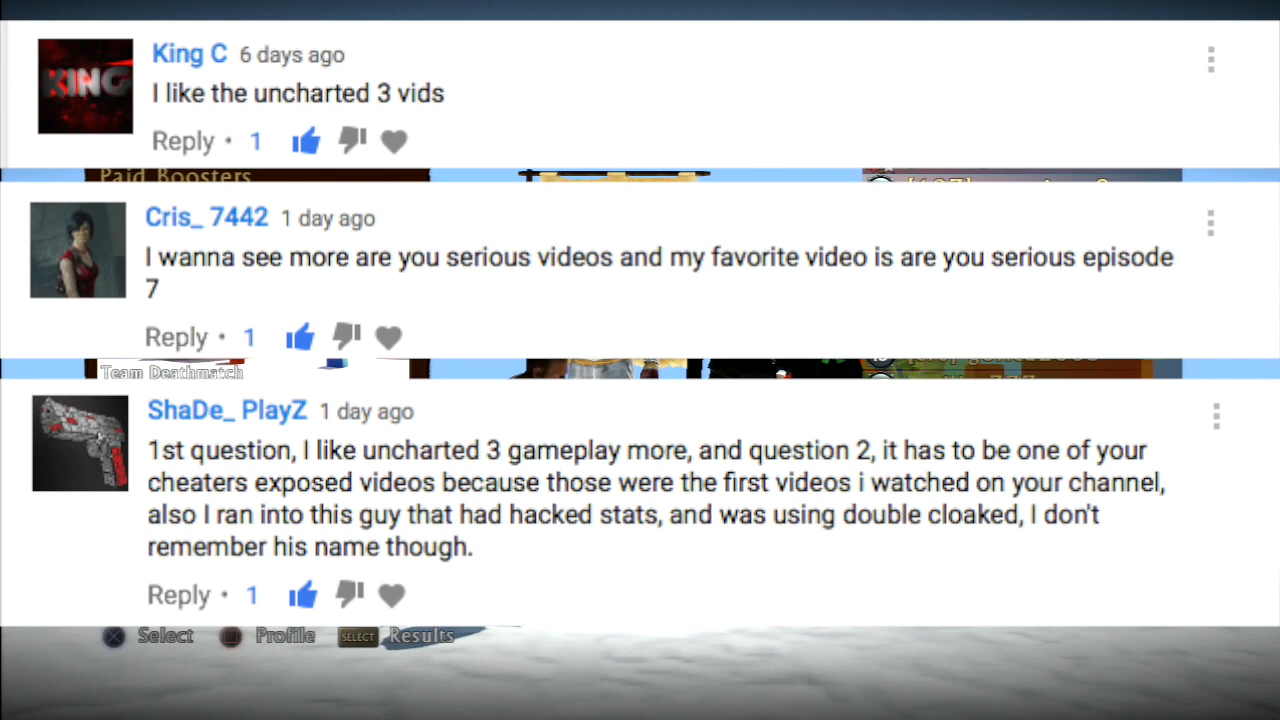 KING
King C 6 days ago
I like the uncharted 3 vids
Reply • 1
Paid Boosters
Cris_ 7442 1 day ago
I wanna see more are you serious videos and my favorite video is are you serious episode
7
Reply • 1
Team Deathmatch
ShaDe_ PlayZ 1 day ago
1st question, I like uncharted 3 gameplay more, and question 2, it has to be one of your
cheaters exposed videos because those were the first videos i watched on your channel,
also I ran into this guy that had hacked stats, and was using double cloaked, I don't
remember his name though.
Reply • 1
Select Profile SELECT Results